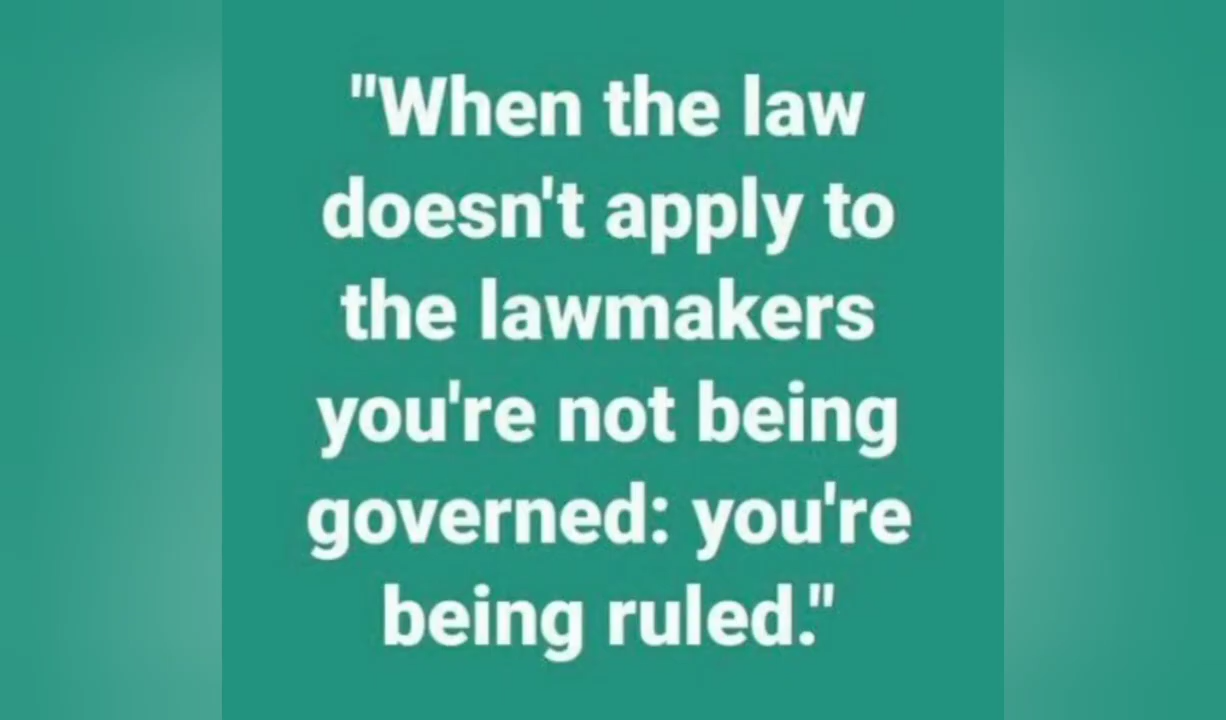 "When the law
doesn't apply to
the lawmakers
you're not being
governed: you're
being ruled."